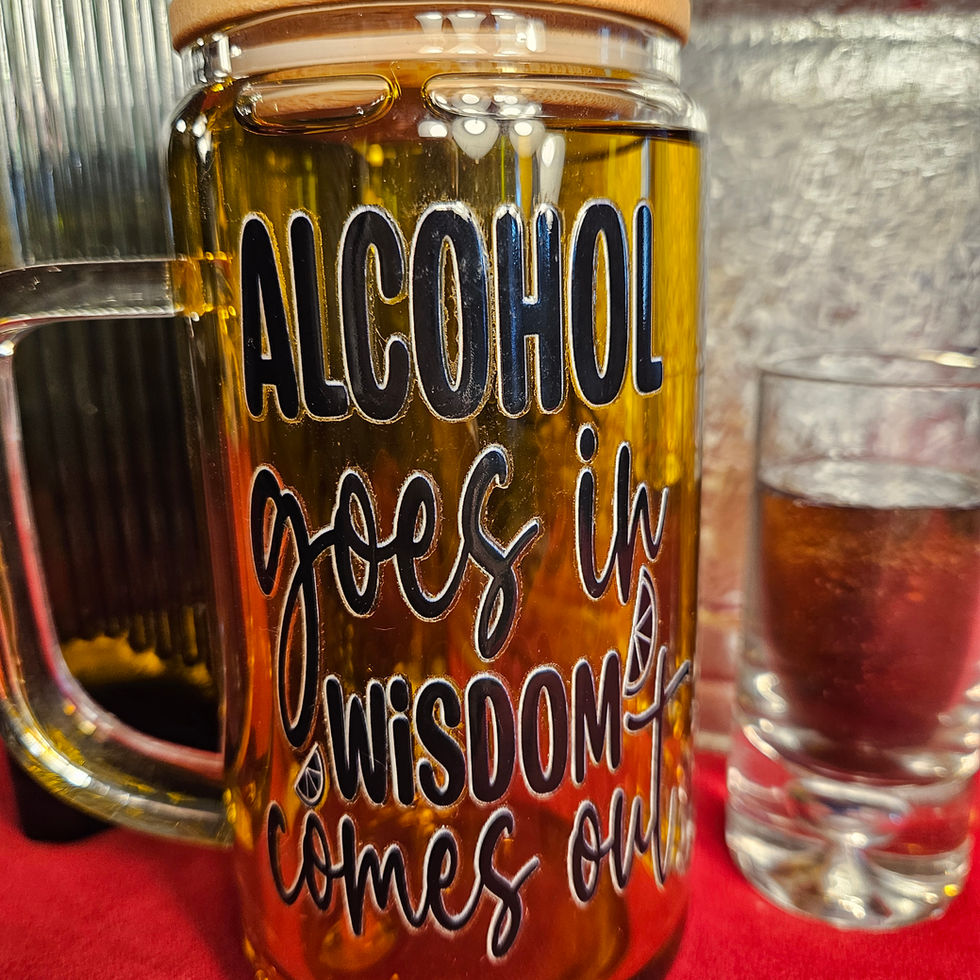 ALCOHOL
goes in
WiSDOM
comes out